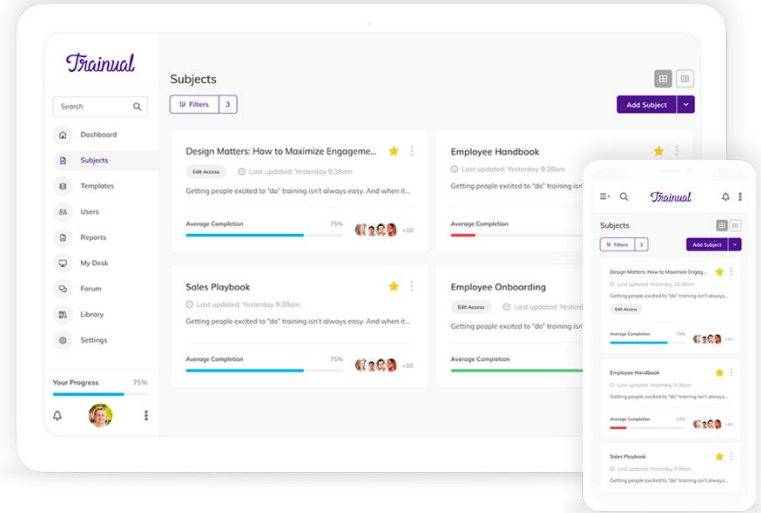 Trainual
Search
Dashboard
Subjects
Templates
Users
Reports
My Desk
Forum
Library
Settings
Your Progress 75%
Subjects
Filters 3
Add Subject
Design Matters: How to Maximize Engageme...
Edit Access Last updated: Yesterday 9:38am
Getting people excited to "do" training isn't always easy. And when it...
Average Completion 75% +10
Employee Handbook
Last updated: Yesterday 9:38am
Getting people excited to "do" training isn
Average Completion
Sales Playbook
Last updated: Yesterday 9:38am
Getting people excited to "do" training isn't always easy. And when it...
Average Completion 75% +10
Employee Onboarding
Edit Access Last updated: Yesterd
Getting people excited to "do" training isn
Average Completion
Trainual
Subjects
Filters 3
Add Subject
Design Matters: How to Maximize Engag...
Last updated: Yesterday, 10:38am
Getting people excited to "do" training isn't always...
Edit Access
Average Completion 75% +10
Employee Handbook
Last updated: Yesterday 9:38am
Getting people excited to "do" training isn't always...
Average Completion +10
Sales Playbook
Last updated: Yesterday 8:38am
Getting people excited to "do" training isn't always...